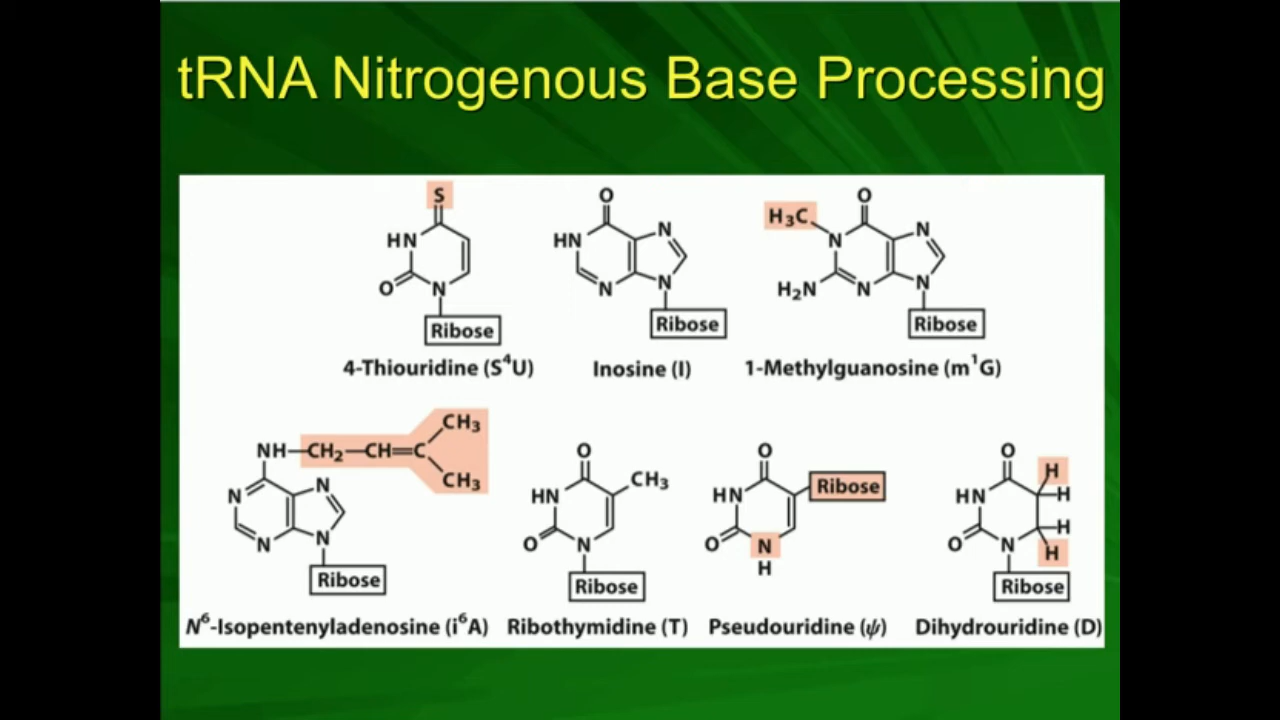 tRNA Nitrogenous Base Processing
S
HN
O
N
Ribose
4-Thiouridine (S⁴U)
O
HN
N
N
N
Ribose
Inosine (I)
H₃C
O
N
N
H₂N
N
N
Ribose
1-Methylguanosine (m¹G)
NH—CH₂—CH=C
CH₃
CH₃
N
N
N
N
Ribose
N⁶-Isopentenyladenosine (i⁶A)
O
CH₃
HN
O
N
Ribose
Ribothymidine (T)
O
Ribose
HN
O
N
H
Pseudouridine (ψ)
O
H
H
HN
H
O
N
H
Ribose
Dihydrouridine (D)